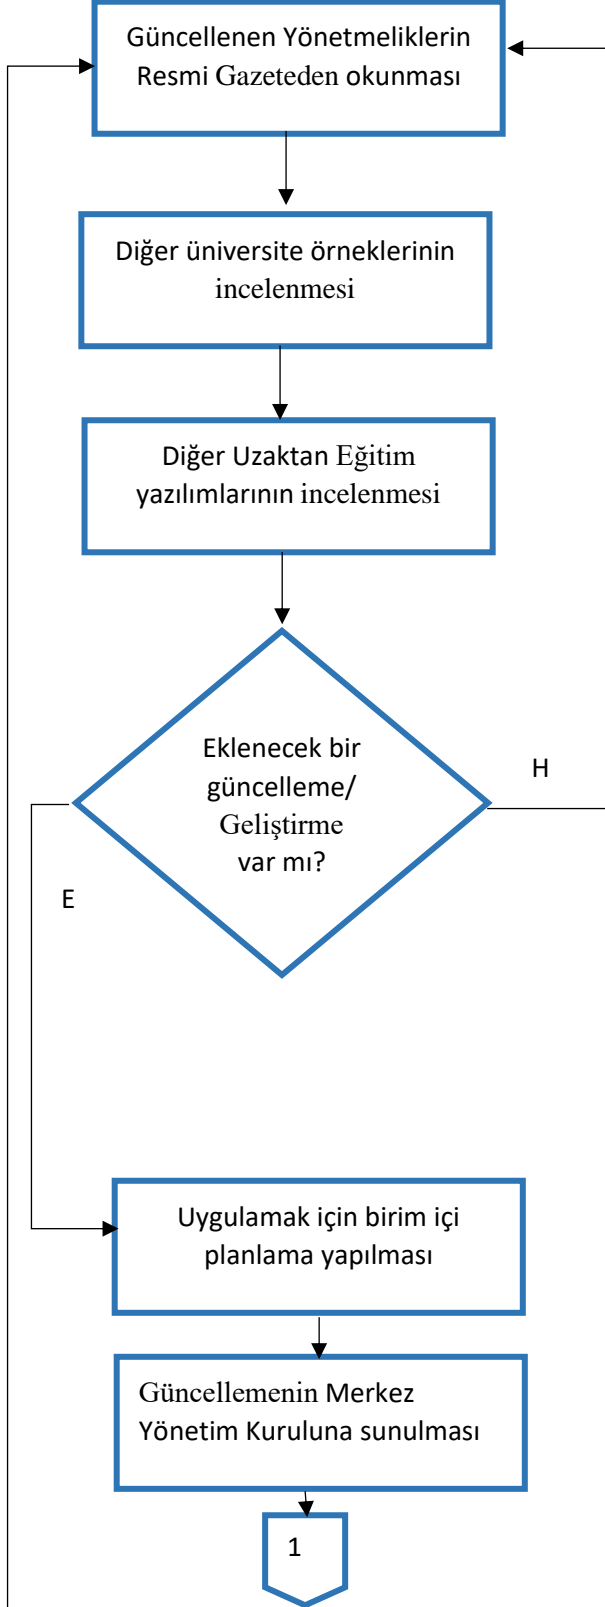 Güncellenen Yönetmeliklerin
Resmi Gazeteden okunması
Diğer üniversite örneklerinin
incelenmesi
Diğer Uzaktan Eğitim
yazılımlarının incelenmesi
Eklenecek bir
güncelleme/
Geliştirme
var mı?
H
E
Uygulamak için birim içi
planlama yapılması
Güncellemenin Merkez
Yönetim Kuruluna sunulması
1